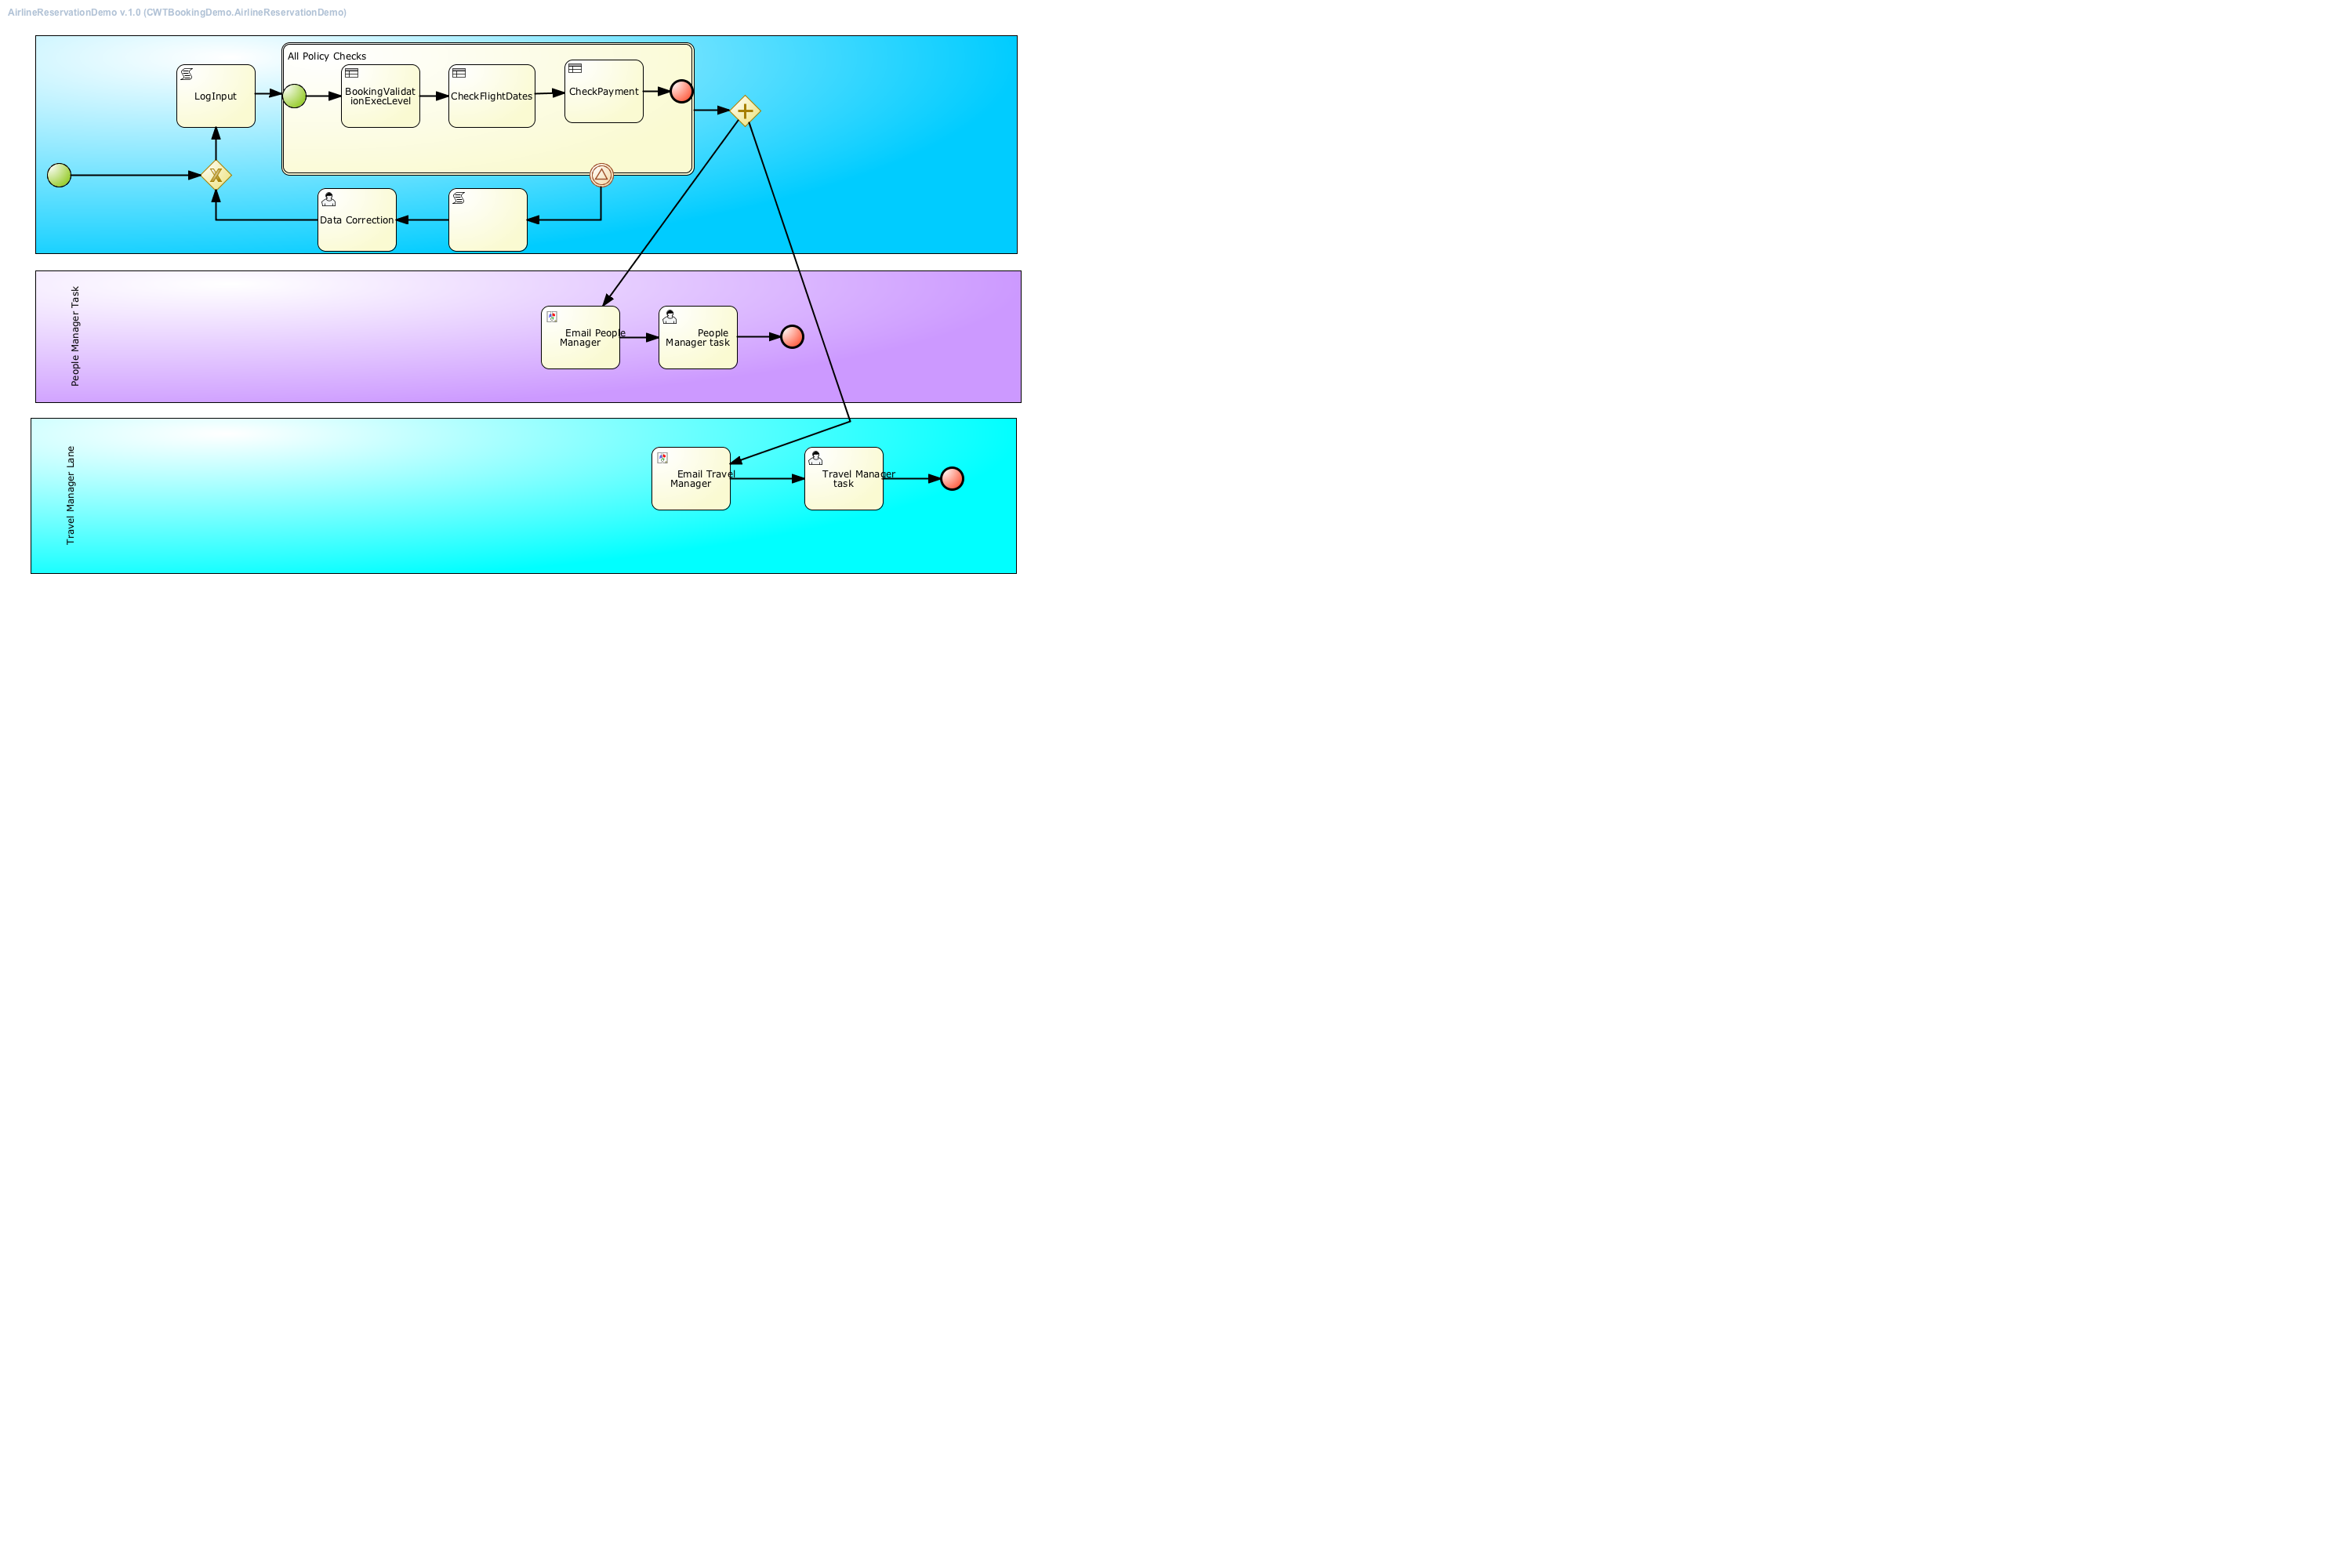 AirlineReservationDemo v.1.0 (CWTBookingDemo.AirlineReservationDemo)
All Policy Checks
LogInput
BookingValidat
ionExecLevel
CheckFlightDates
CheckPayment
Data Correction
People Manager Task
Email People
Manager
People
Manager task
Travel Manager Lane
Email Travel
Manager
Travel Manager
task